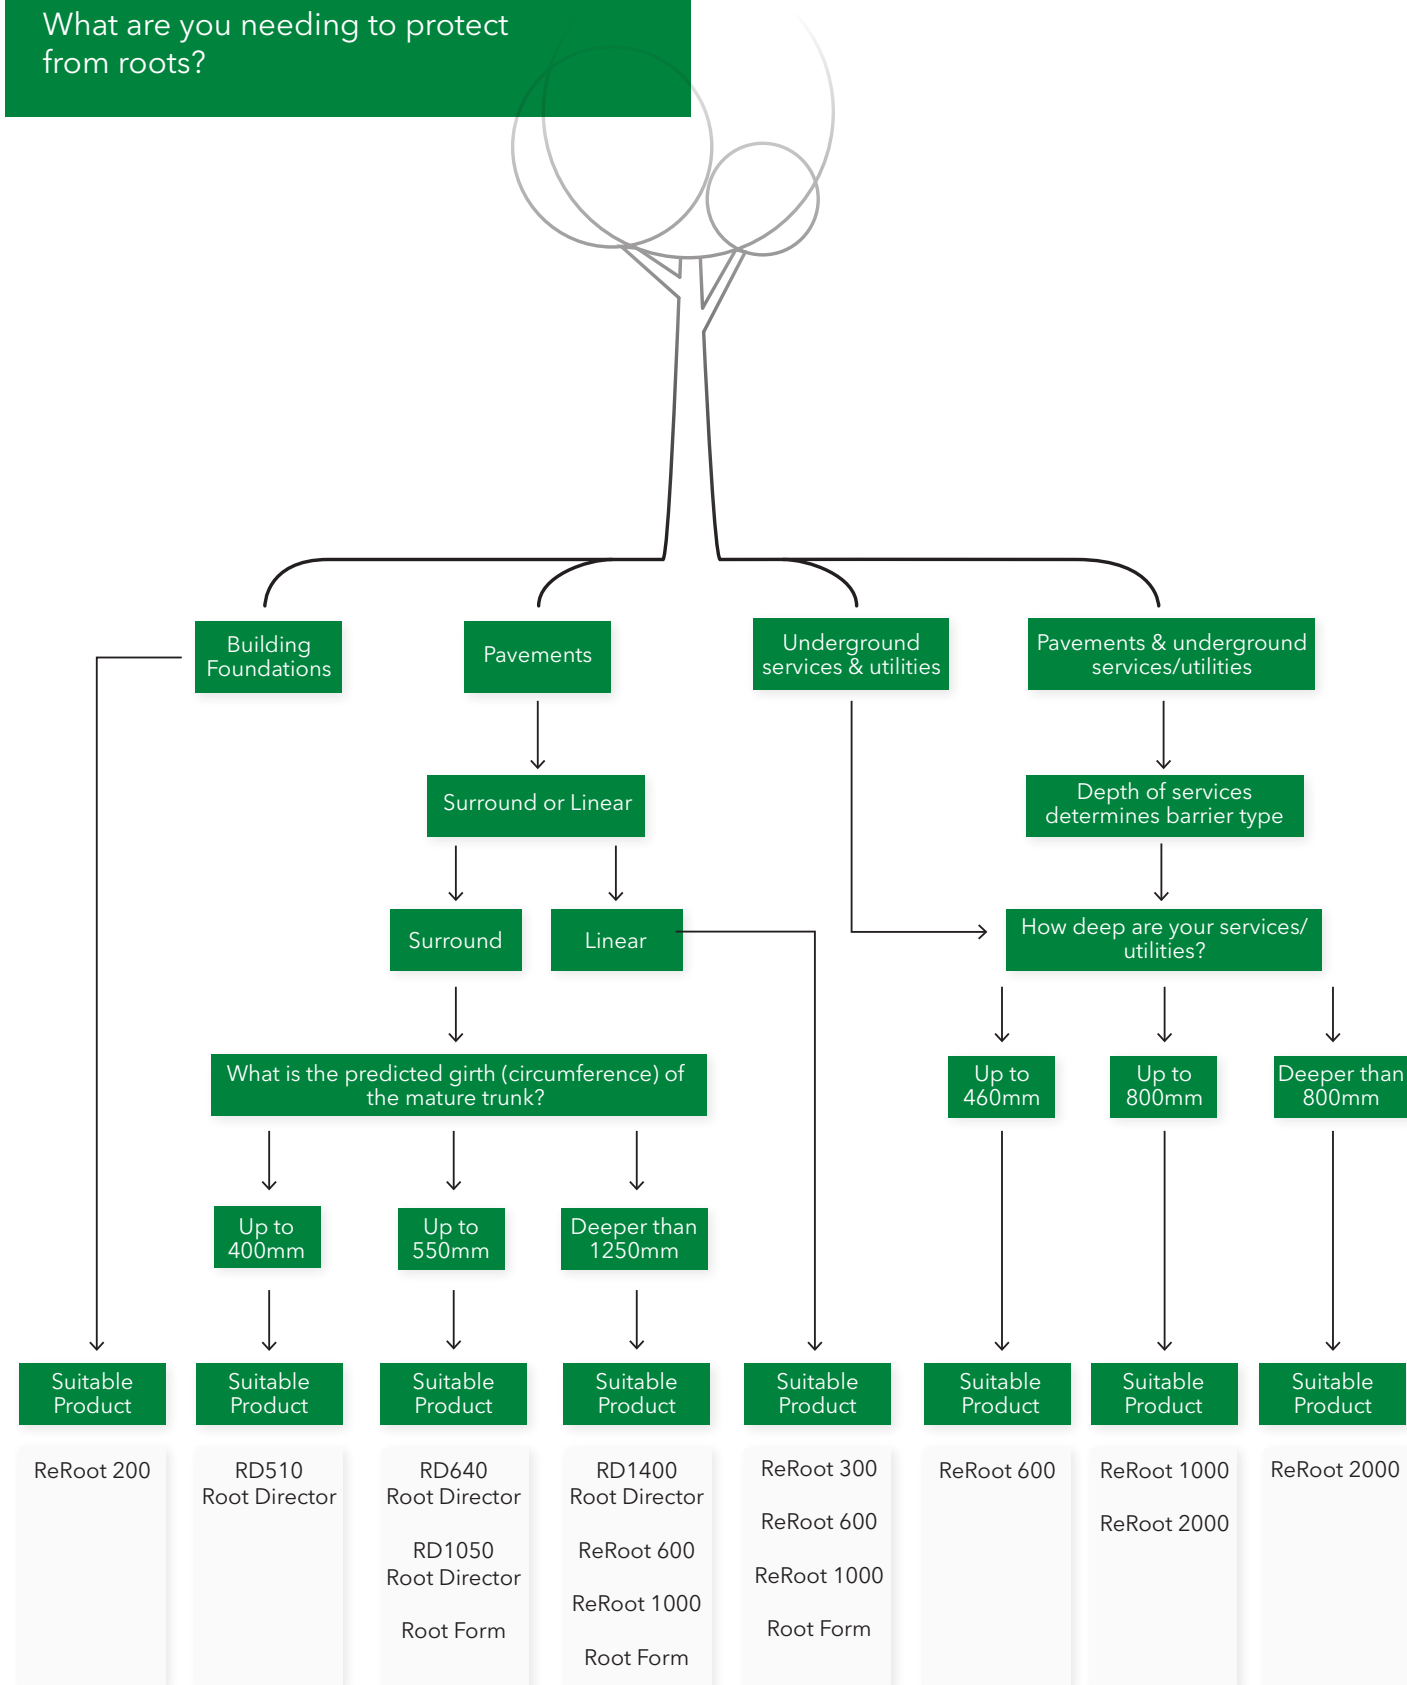 What are you needing to protect
from roots?
Building
Foundations
Pavements
Underground
services & utilities
Pavements & underground
services/utilities
Surround or Linear
Depth of services
determines barrier type
Surround
Linear
How deep are your services/
utilities?
What is the predicted girth (circumference) of
the mature trunk?
Up to
460mm
Up to
800mm
Deeper than
800mm
Up to
400mm
Up to
550mm
Deeper than
1250mm
Suitable
Product
Suitable
Product
Suitable
Product
Suitable
Product
Suitable
Product
Suitable
Product
Suitable
Product
Suitable
Product
ReRoot 200
RD510
Root Director
RD640
Root Director
RD1050
Root Director
Root Form
RD1400
Root Director
ReRoot 600
ReRoot 1000
Root Form
ReRoot 300
ReRoot 600
ReRoot 1000
Root Form
ReRoot 600
ReRoot 1000
ReRoot 2000
ReRoot 2000